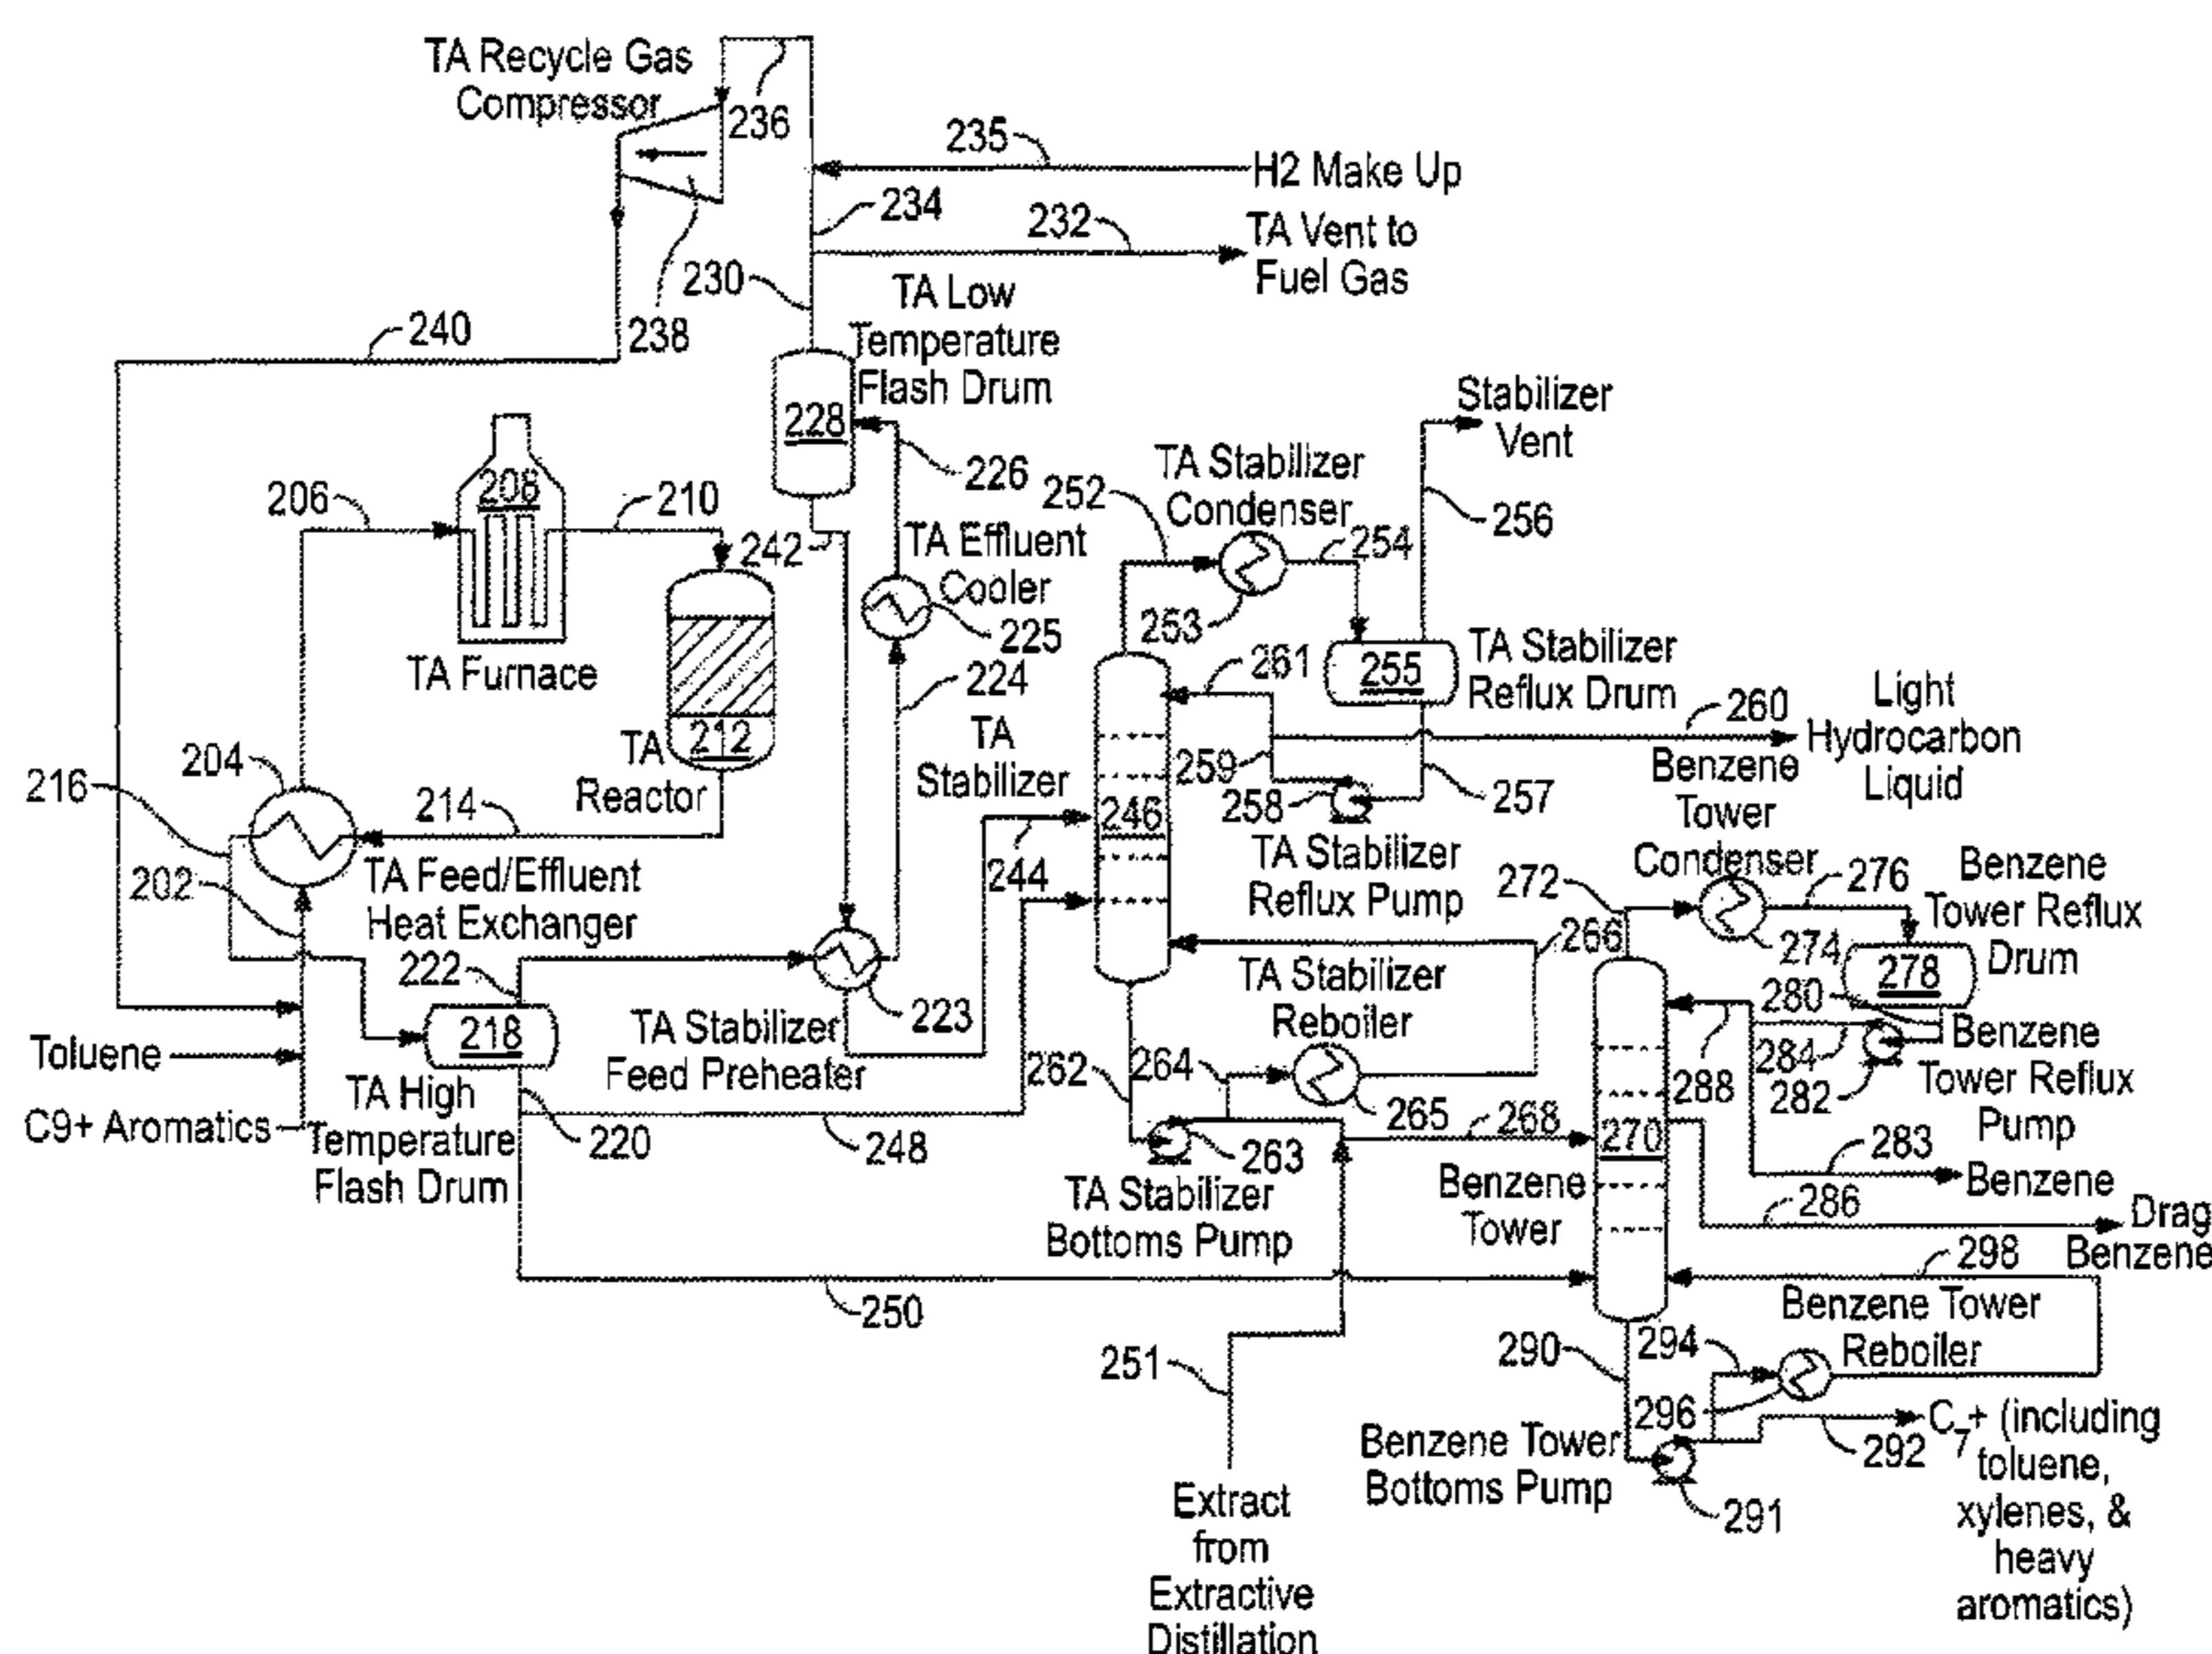 TA Recycle Gas
Compressor
236
235
H2 Make Up
234
232
TA Vent to
Fuel Gas
230
TA Low
Temperature
Flash Drum
238
240
228
Stabilizer
Vent
226
TA Stabilizer
Condenser
252
256
206
208
210
242
TA Effluent
Cooler
254
253
225
TA Furnace
224
261
255
TA Stabilizer
Reflux Drum
Light
Hydrocarbon
Liquid
260
212
TA
Reactor
TA
Stabilizer
259
258
257
246
Benzene
Tower
Condenser
204
216
214
202
TA Feed/Effluent
Heat Exchanger
244
TA Stabilizer
Reflux Pump
272
276
Benzene
Tower Reflux
Drum
274
278
266
222
223
TA Stabilizer
Feed Preheater
TA Stabilizer
Reboiler
280
218
Toluene
C9+ Aromatics
TA High
Temperature
Flash Drum
220
248
262
264
265
268
263
TA Stabilizer
Bottoms Pump
288
284
282
Benzene
Tower Reflux
Pump
270
Benzene
Tower
283
Benzene
286
Drag
Benzene
298
250
251
Benzene Tower
Reboiler
290
294
296
Benzene Tower
Bottoms Pump
291
292
C7+ (including
toluene,
xylenes, &
heavy
aromatics)
Extract
from
Extractive
Distillation